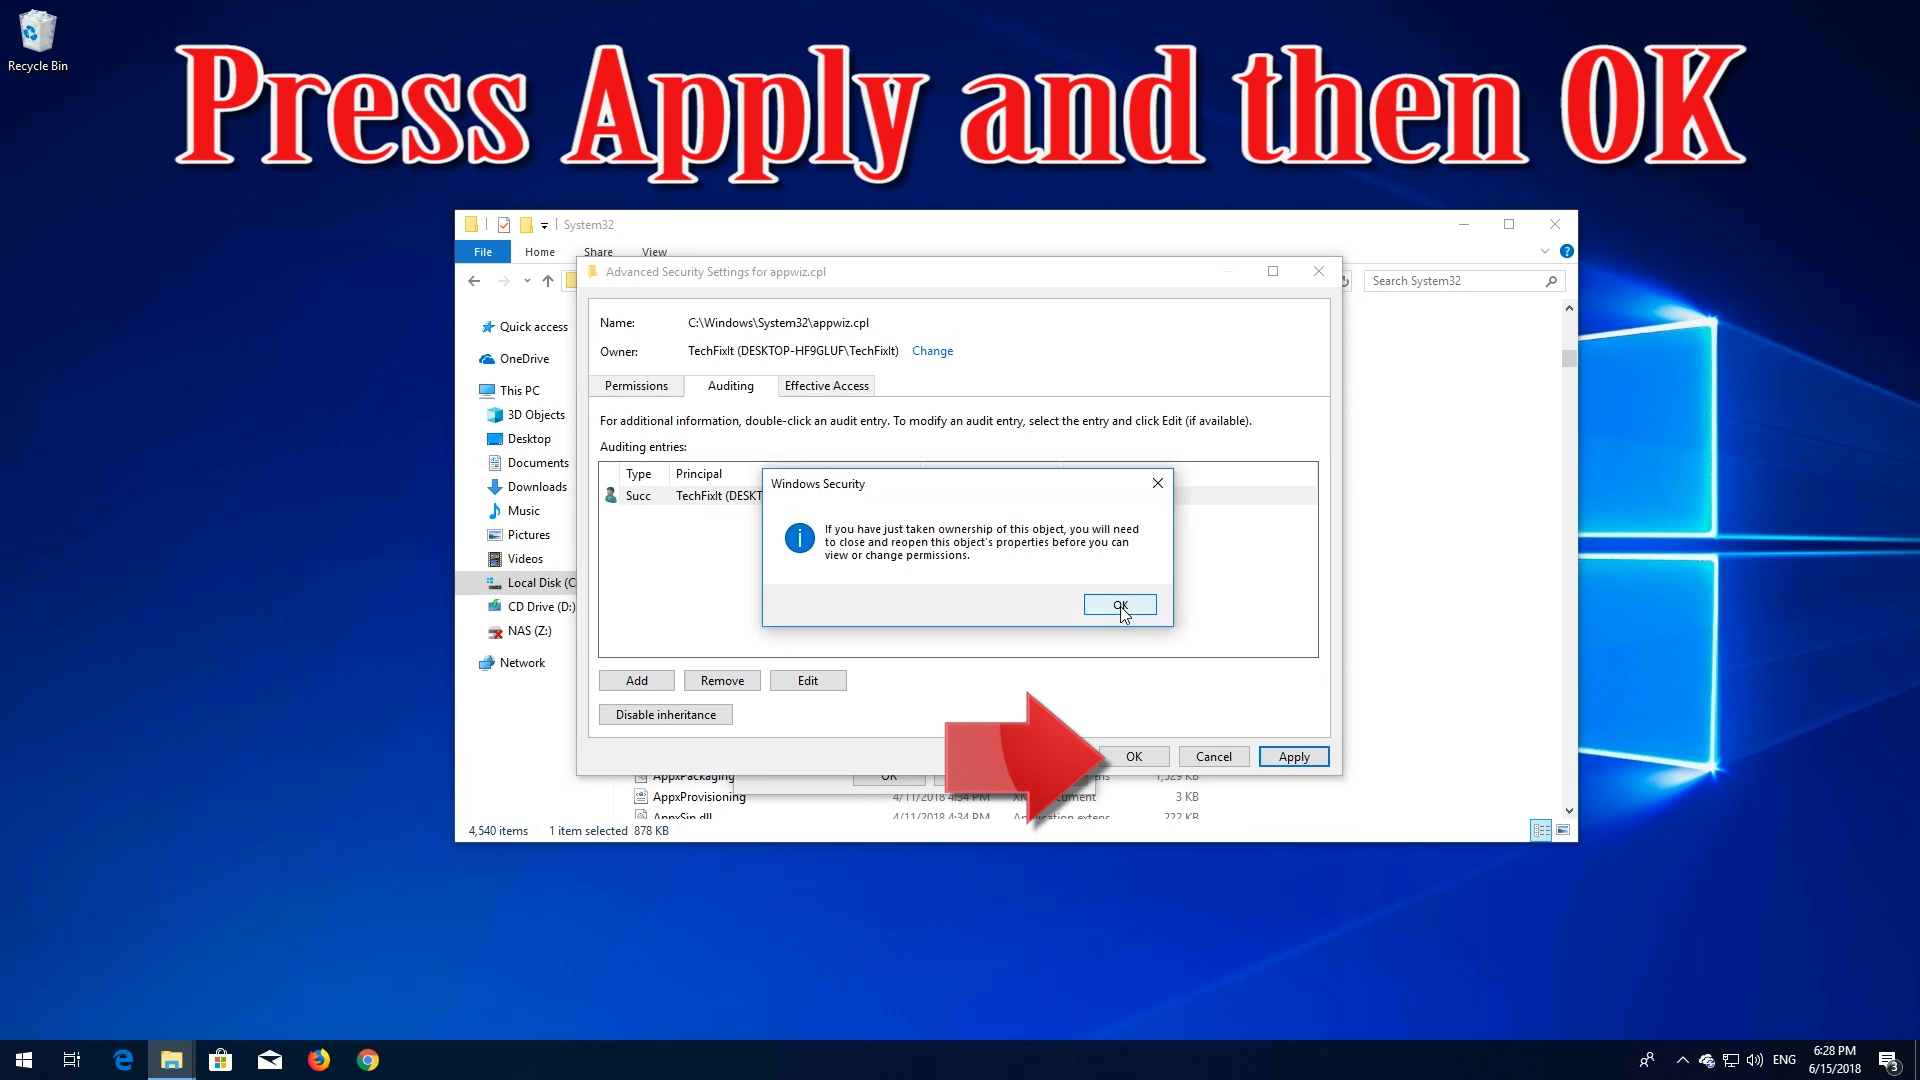 Recycle Bin
Press Apply and then OK
System32
File Home Share View
Search System32
Advanced Security Settings for appwiz.cpl
Name: C:\Windows\System32\appwiz.cpl
Owner: TechFixIt (DESKTOP-HF9GLUF\TechFixIt) Change
Permissions Auditing Effective Access
For additional information, double-click an audit entry. To modify an audit entry, select the entry and click Edit (if available).
Auditing entries:
Type Principal
Succ TechFixIt (DESKT
Windows Security
If you have just taken ownership of this object, you will need
to close and reopen this object's properties before you can
view or change permissions.
OK
Add Remove Edit
Disable inheritance
OK Cancel Apply
Quick access
OneDrive
This PC
3D Objects
Desktop
Documents
Downloads
Music
Pictures
Videos
Local Disk (C
CD Drive (D:)
NAS (Z:)
Network
AppxPackaging OK 1,529 KB
AppxProvisioning 4/11/2018 4:34 PM 3 KB
AppxSip.dll 4/11/2018 4:34 PM Application extens 222 KB
4,540 items 1 item selected 878 KB
ENG
6:28 PM
6/15/2018
3